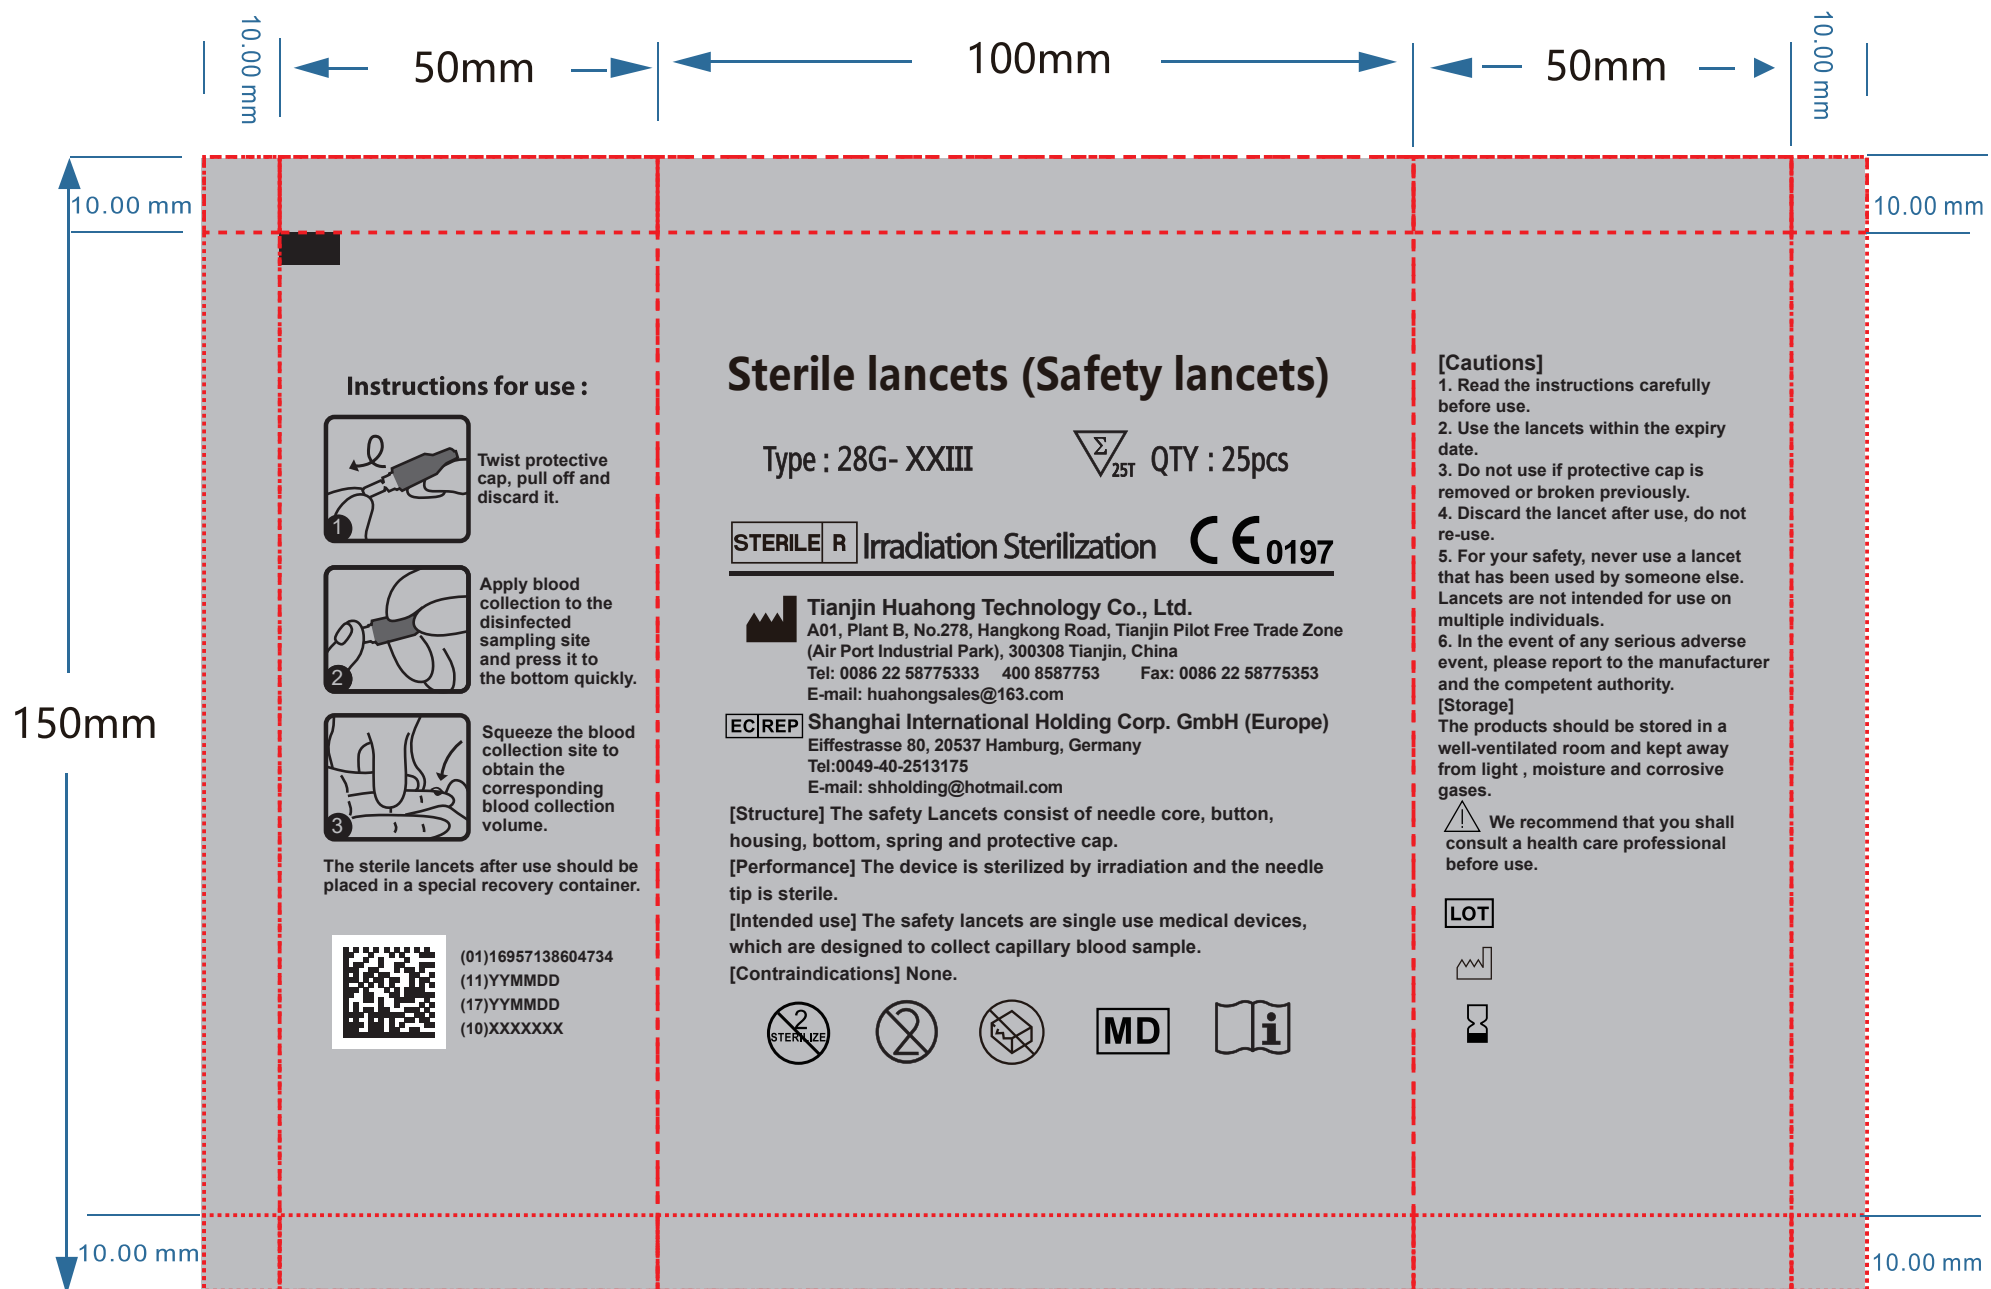 10.00 mm
50mm
100mm
50mm
10.00 mm
10.00 mm
10.00 mm
150mm
10.00 mm
10.00 mm
Instructions for use :
1
Twist protective
cap, pull off and
discard it.
2
Apply blood
collection to the
disinfected
sampling site
and press it to
the bottom quickly.
3
Squeeze the blood
collection site to
obtain the
corresponding
blood collection
volume.
The sterile lancets after use should be
placed in a special recovery container.
(01)16957138604734
(11)YYMMDD
(17)YYMMDD
(10)XXXXXXX
Sterile lancets (Safety lancets)
Type : 28G- XXIII Σ 25T QTY : 25pcs
STERILE R Irradiation Sterilization CE 0197
Tianjin Huahong Technology Co., Ltd.
A01, Plant B, No.278, Hangkong Road, Tianjin Pilot Free Trade Zone
(Air Port Industrial Park), 300308 Tianjin, China
Tel: 0086 22 58775333 400 8587753 Fax: 0086 22 58775353
E-mail: huahongsales@163.com
EC REP Shanghai International Holding Corp. GmbH (Europe)
Eiffestrasse 80, 20537 Hamburg, Germany
Tel:0049-40-2513175
E-mail: shholding@hotmail.com
[Structure] The safety Lancets consist of needle core, button,
housing, bottom, spring and protective cap.
[Performance] The device is sterilized by irradiation and the needle
tip is sterile.
[Intended use] The safety lancets are single use medical devices,
which are designed to collect capillary blood sample.
[Contraindications] None.
2
STERILIZE
2
MD
i
[Cautions]
1. Read the instructions carefully
before use.
2. Use the lancets within the expiry
date.
3. Do not use if protective cap is
removed or broken previously.
4. Discard the lancet after use, do not
re-use.
5. For your safety, never use a lancet
that has been used by someone else.
Lancets are not intended for use on
multiple individuals.
6. In the event of any serious adverse
event, please report to the manufacturer
and the competent authority.
[Storage]
The products should be stored in a
well-ventilated room and kept away
from light , moisture and corrosive
gases.
We recommend that you shall
consult a health care professional
before use.
LOT